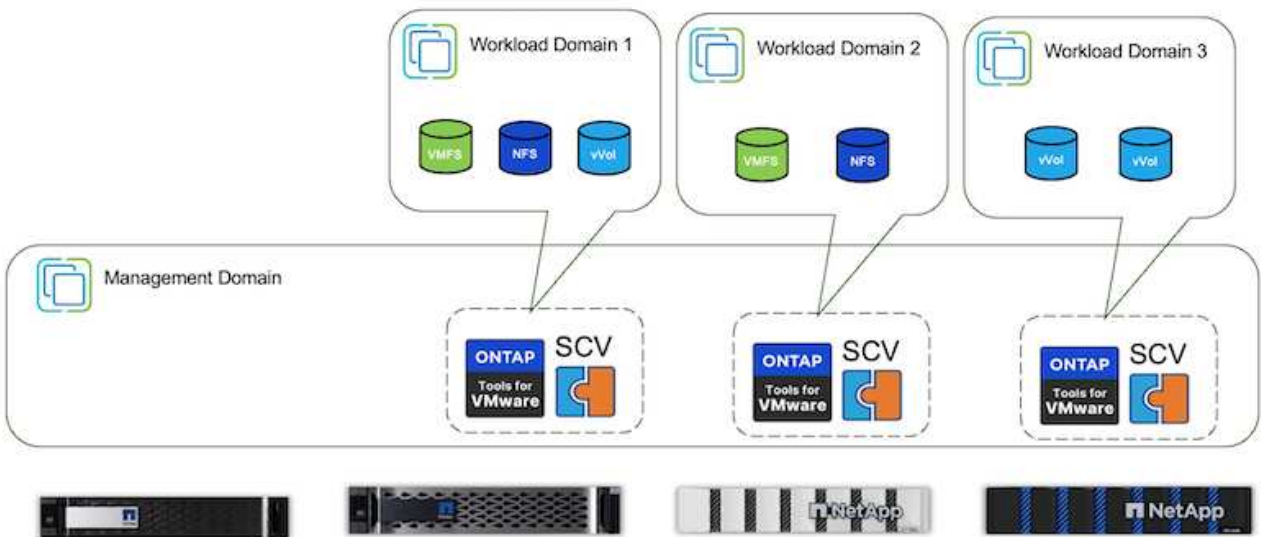 Workload Domain 1
Workload Domain 2
Workload Domain 3
VMFS
NFS
vVol
VMFS
NFS
vVol
vVol
Management Domain
ONTAP
Tools for
VMware
SCV
ONTAP
Tools for
VMware
SCV
ONTAP
Tools for
VMware
SCV
NetApp
NetApp